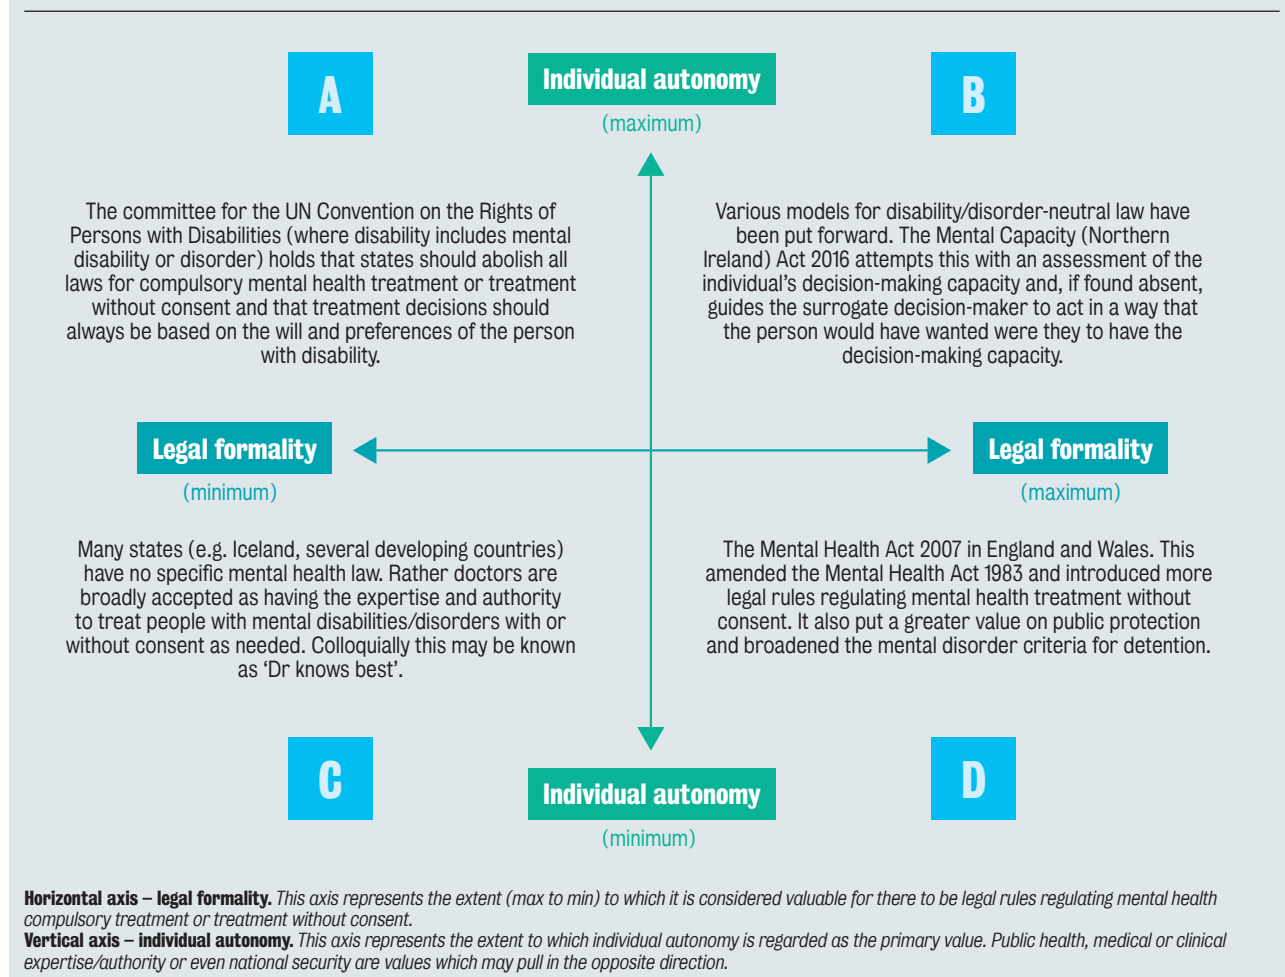 A
Individual autonomy
(maximum)
B
The committee for the UN Convention on the Rights of
Persons with Disabilities (where disability includes mental
disability or disorder) holds that states should abolish all
laws for compulsory mental health treatment or treatment
without consent and that treatment decisions should
always be based on the will and preferences of the person
with disability.
Various models for disability/disorder-neutral law have
been put forward. The Mental Capacity (Northern
Ireland) Act 2016 attempts this with an assessment of the
individual’s decision-making capacity and, if found absent,
guides the surrogate decision-maker to act in a way that
the person would have wanted were they to have the
decision-making capacity.
Legal formality
(minimum)
Legal formality
(maximum)
Many states (e.g. Iceland, several developing countries)
have no specific mental health law. Rather doctors are
broadly accepted as having the expertise and authority
to treat people with mental disabilities/disorders with or
without consent as needed. Colloquially this may be known
as ‘Dr knows best’.
The Mental Health Act 2007 in England and Wales. This
amended the Mental Health Act 1983 and introduced more
legal rules regulating mental health treatment without
consent. It also put a greater value on public protection
and broadened the mental disorder criteria for detention.
C
Individual autonomy
(minimum)
D
Horizontal axis – legal formality. This axis represents the extent (max to min) to which it is considered valuable for there to be legal rules regulating mental health
compulsory treatment or treatment without consent.
Vertical axis – individual autonomy. This axis represents the extent to which individual autonomy is regarded as the primary value. Public health, medical or clinical
expertise/authority or even national security are values which may pull in the opposite direction.